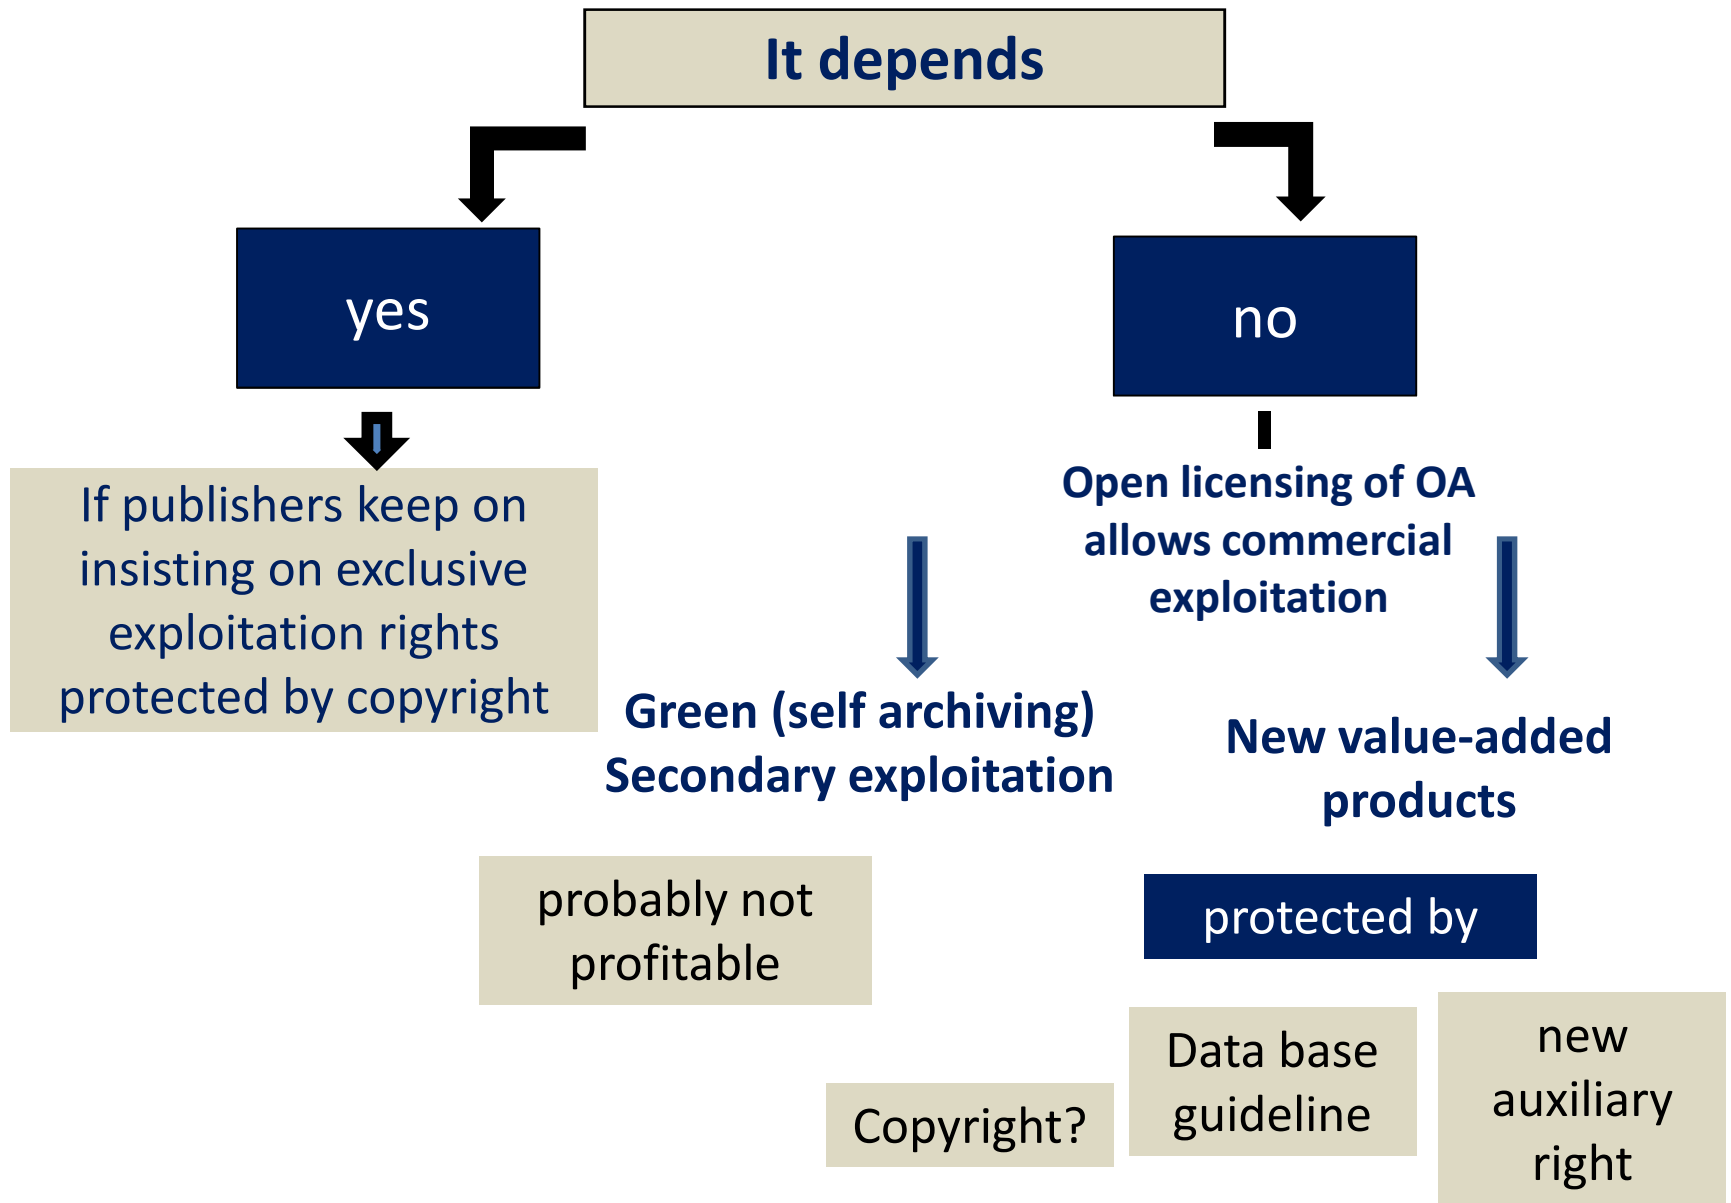 It depends
yes
no
If publishers keep on
insisting on exclusive
exploitation rights
protected by copyright
Open licensing of OA
allows commercial
exploitation
Green (self archiving)
Secondary exploitation
New value-added
products
probably not
profitable
protected by
Copyright?
Data base
guideline
new
auxiliary
right